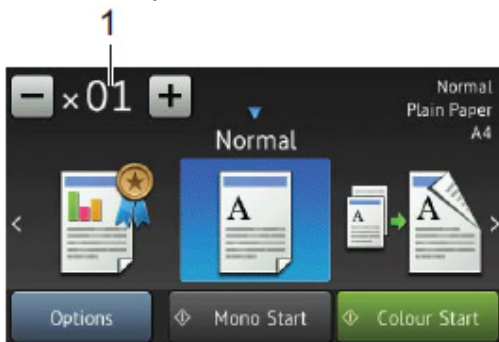 1
×01
Normal
Plain Paper
A4
Normal
A
A
A
Options
Mono Start
Colour Start